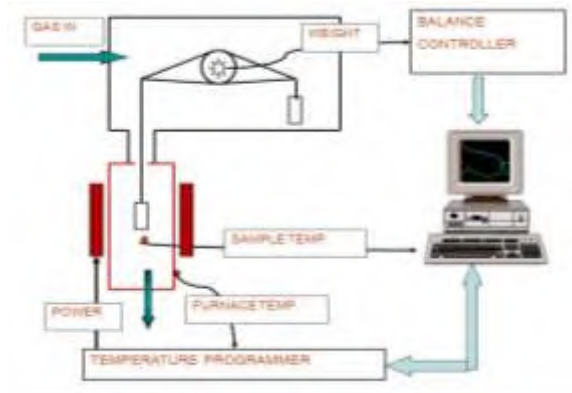 GAS IN
WEIGHT
BALANCE
CONTROLLER
SAMPLE TEMP
FURNACE TEMP
POWER
TEMPERATURE PROGRAMMER